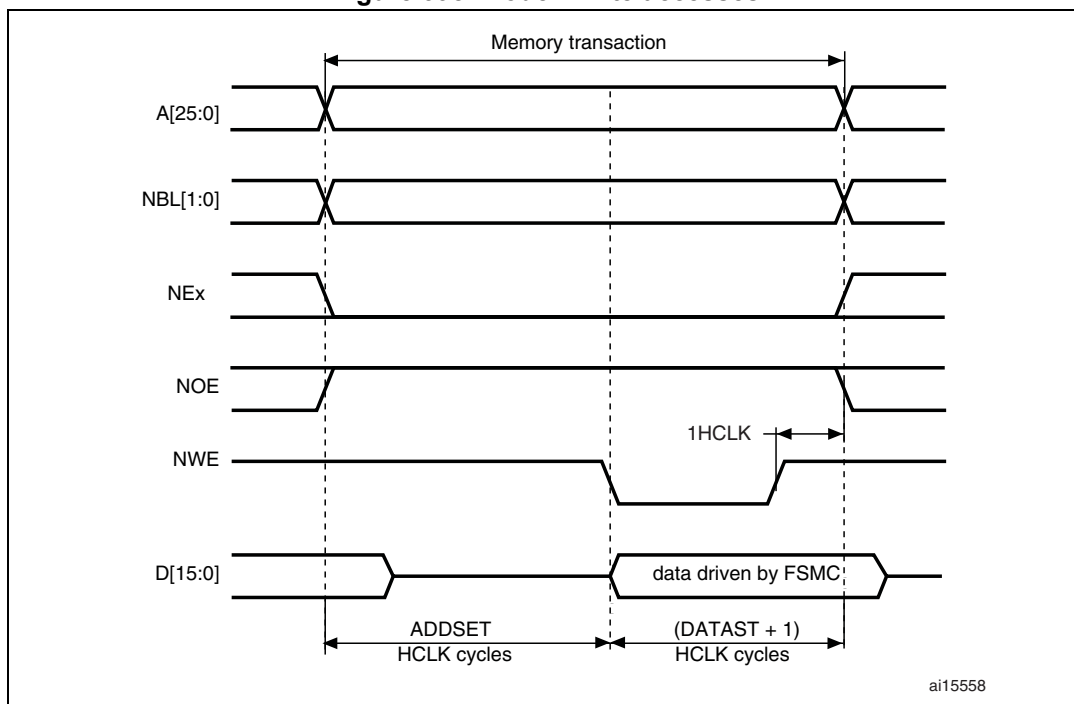 Memory transaction
A[25:0]
NBL[1:0]
NEx
NOE
1HCLK
NWE
D[15:0]
data driven by FSMC
ADDSET
HCLK cycles
(DATAST + 1)
HCLK cycles
ai15558